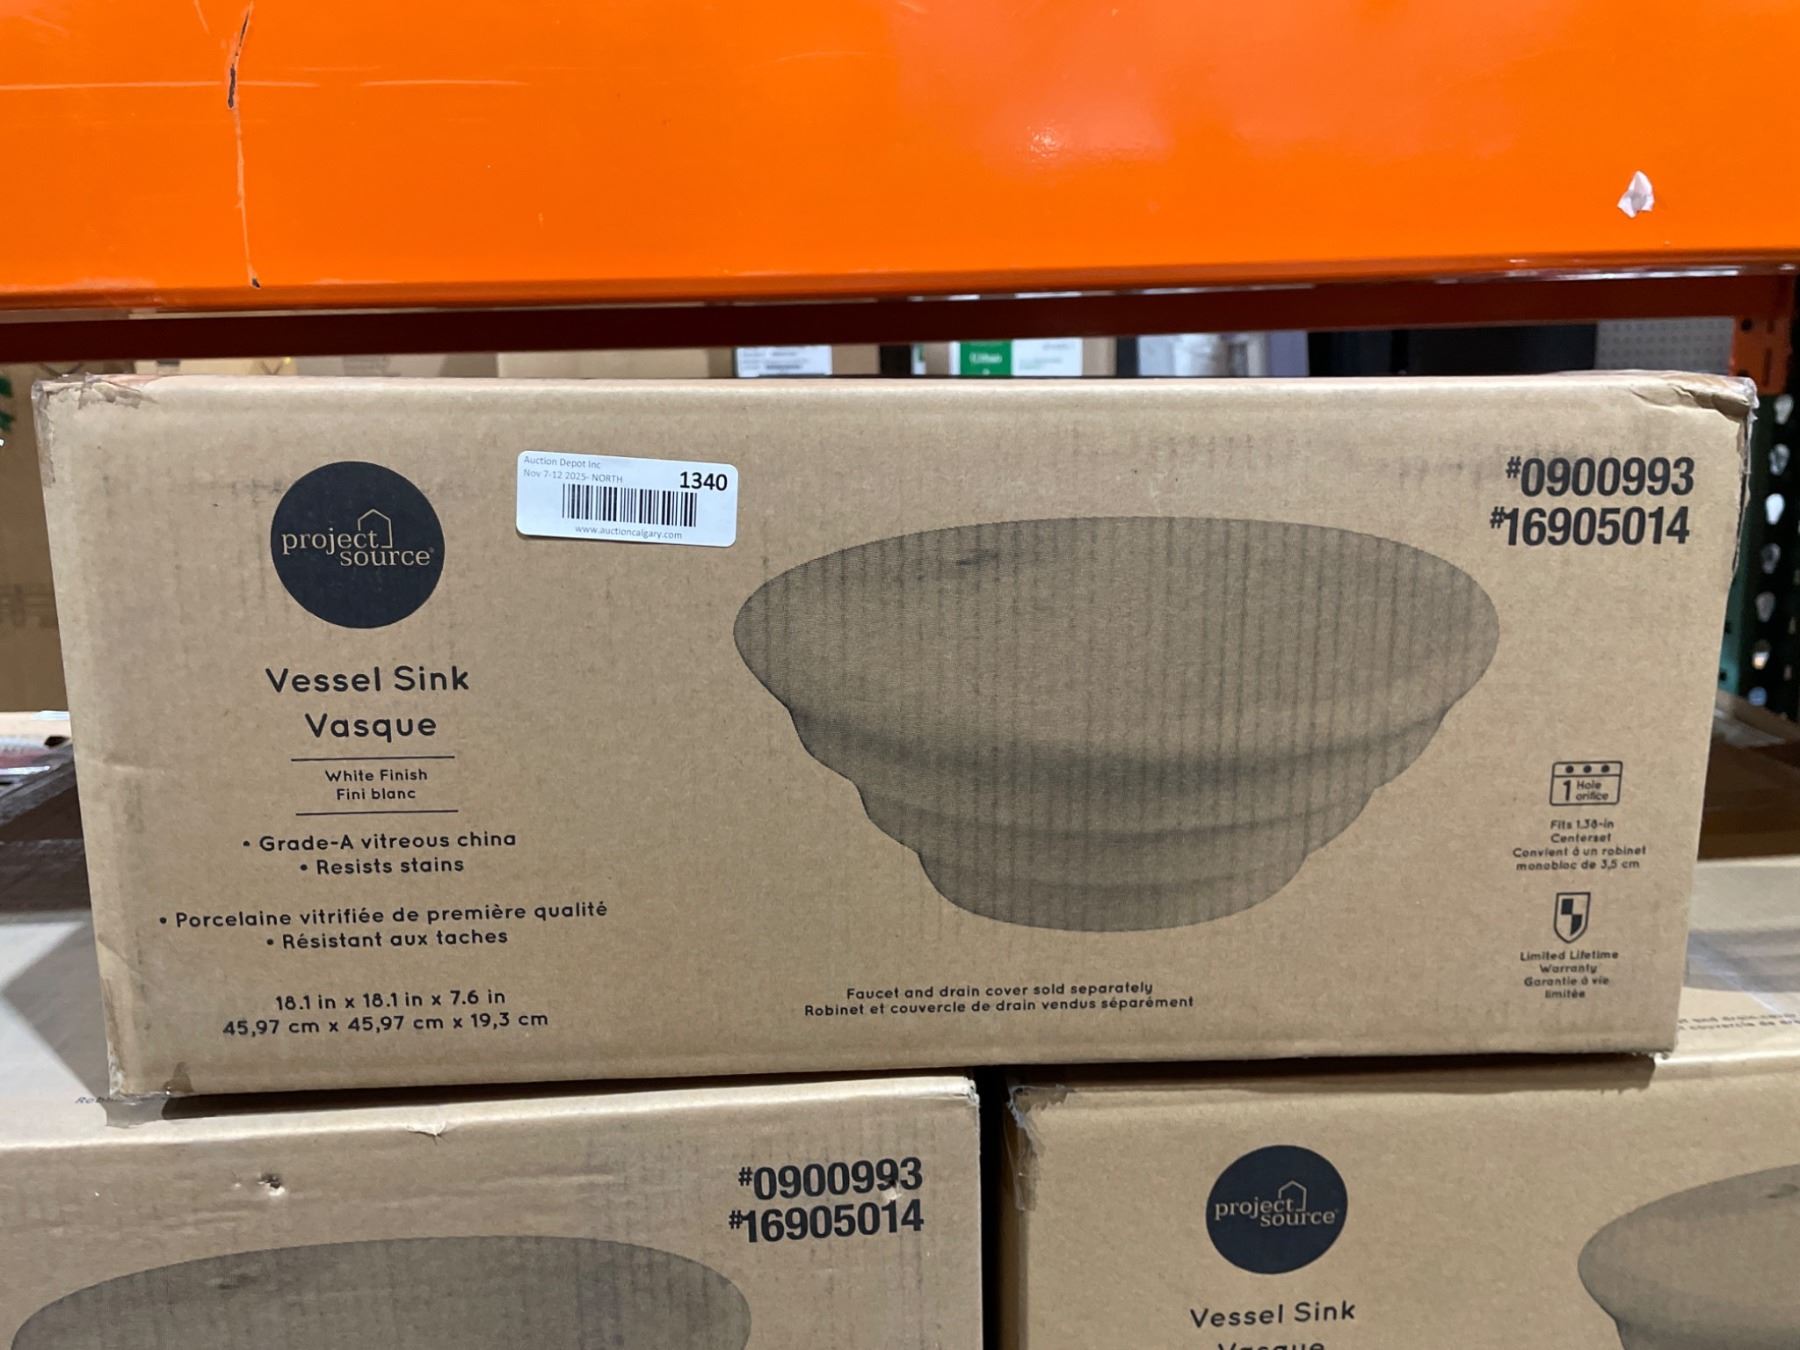 Auction Depot Inc
Nov 7-12 2025- NORTH
1340
www.auctioncalgary.com
project
source
#0900993
#16905014
Vessel Sink
Vasque
White Finish
Fini blanc
• Grade-A vitreous china
• Resists stains
• Porcelaine vitrifiée de première qualité
• Résistant aux taches
18.1 in x 18.1 in x 7.6 in
45,97 cm x 45,97 cm x 19,3 cm
Faucet and drain cover sold separately
Robinet et couvercle de drain vendus séparément
1 Hole
orifice
Fits 1.38-in
Centerset
Convient à un robinet
monobloc de 3,5 cm
Limited Lifetime
Warranty
Garantie à vie
limitée
#0900993
#16905014
project
source
Vessel Sink
Vasque